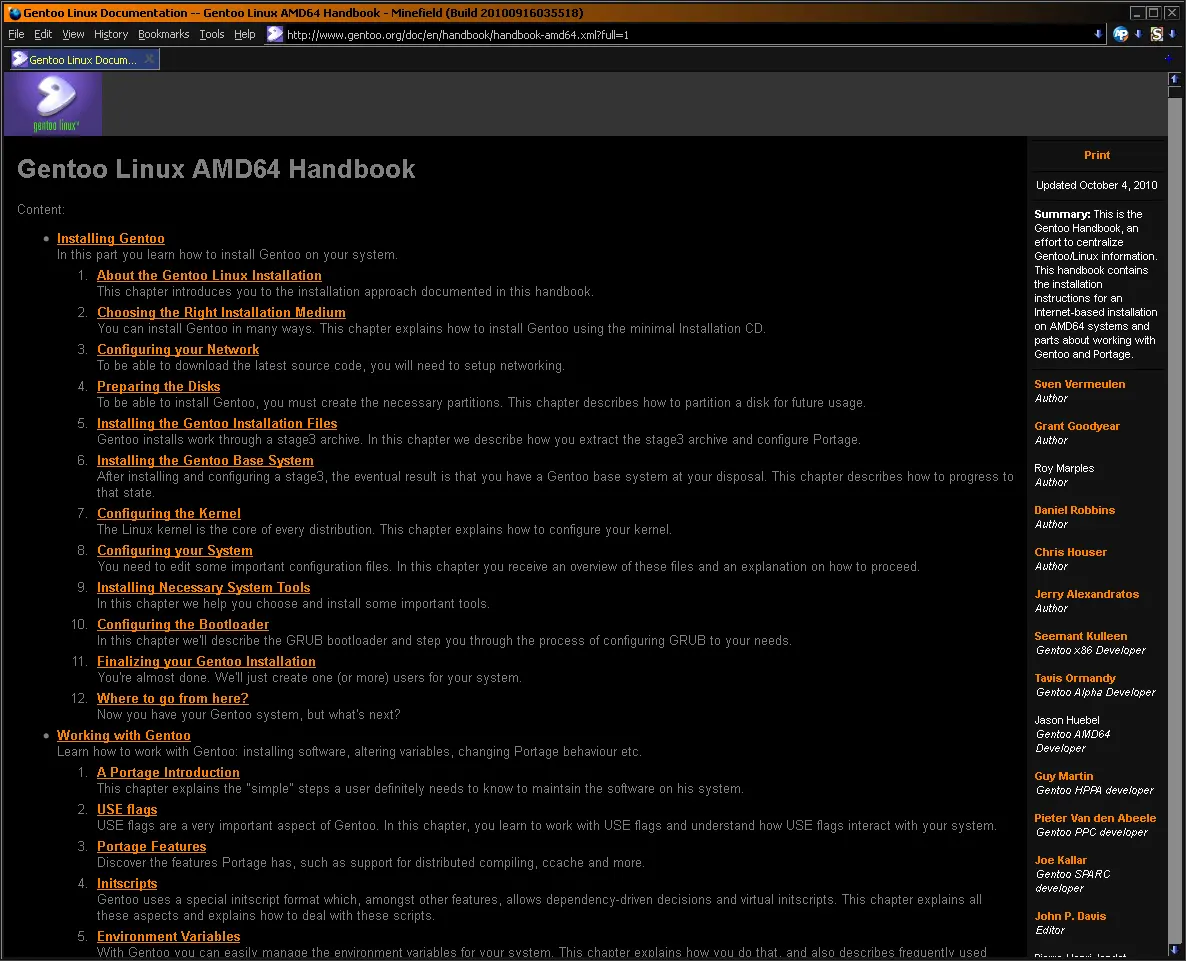 Gentoo Linux Documentation -- Gentoo Linux AMD64 Handbook - Minefield (Build 20100916035518)
File Edit View History Bookmarks Tools Help http://www.gentoo.org/doc/en/handbook/handbook-amd64.xml?full=1
Gentoo Linux Docum...
gentoo linux
Gentoo Linux AMD64 Handbook
Content:
Installing Gentoo
In this part you learn how to install Gentoo on your system.
1. About the Gentoo Linux Installation
This chapter introduces you to the installation approach documented in this handbook.
2. Choosing the Right Installation Medium
You can install Gentoo in many ways. This chapter explains how to install Gentoo using the minimal Installation CD.
3. Configuring your Network
To be able to download the latest source code, you will need to setup networking.
4. Preparing the Disks
To be able to install Gentoo, you must create the necessary partitions. This chapter describes how to partition a disk for future usage.
5. Installing the Gentoo Installation Files
Gentoo installs work through a stage3 archive. In this chapter we describe how you extract the stage3 archive and configure Portage.
6. Installing the Gentoo Base System
After installing and configuring a stage3, the eventual result is that you have a Gentoo base system at your disposal. This chapter describes how to progress to
that state.
7. Configuring the Kernel
The Linux kernel is the core of every distribution. This chapter explains how to configure your kernel.
8. Configuring your System
You need to edit some important configuration files. In this chapter you receive an overview of these files and an explanation on how to proceed.
9. Installing Necessary System Tools
In this chapter we help you choose and install some important tools.
10. Configuring the Bootloader
In this chapter we'll describe the GRUB bootloader and step you through the process of configuring GRUB to your needs.
11. Finalizing your Gentoo Installation
You're almost done. We'll just create one (or more) users for your system.
12. Where to go from here?
Now you have your Gentoo system, but what's next?
Working with Gentoo
Learn how to work with Gentoo: installing software, altering variables, changing Portage behaviour etc.
1. A Portage Introduction
This chapter explains the "simple" steps a user definitely needs to know to maintain the software on his system.
2. USE flags
USE flags are a very important aspect of Gentoo. In this chapter, you learn to work with USE flags and understand how USE flags interact with your system.
3. Portage Features
Discover the features Portage has, such as support for distributed compiling, ccache and more.
4. Initscripts
Gentoo uses a special initscript format which, amongst other features, allows dependency-driven decisions and virtual initscripts. This chapter explains all
these aspects and explains how to deal with these scripts.
5. Environment Variables
With Gentoo you can easily manage the environment variables for your system. This chapter explains how you do that, and also describes frequently used
Print
Updated October 4, 2010
Summary: This is the
Gentoo Handbook, an
effort to centralize
Gentoo/Linux information.
This handbook contains
the installation
instructions for an
Internet-based installation
on AMD64 systems and
parts about working with
Gentoo and Portage.
Sven Vermeulen
Author
Grant Goodyear
Author
Roy Marples
Author
Daniel Robbins
Author
Chris Houser
Author
Jerry Alexandratos
Author
Seemant Kulleen
Gentoo x86 Developer
Tavis Ormandy
Gentoo Alpha Developer
Jason Huebel
Gentoo AMD64
Developer
Guy Martin
Gentoo HPPA developer
Pieter Van den Abeele
Gentoo PPC developer
Joe Kallar
Gentoo SPARC
developer
John P. Davis
Editor